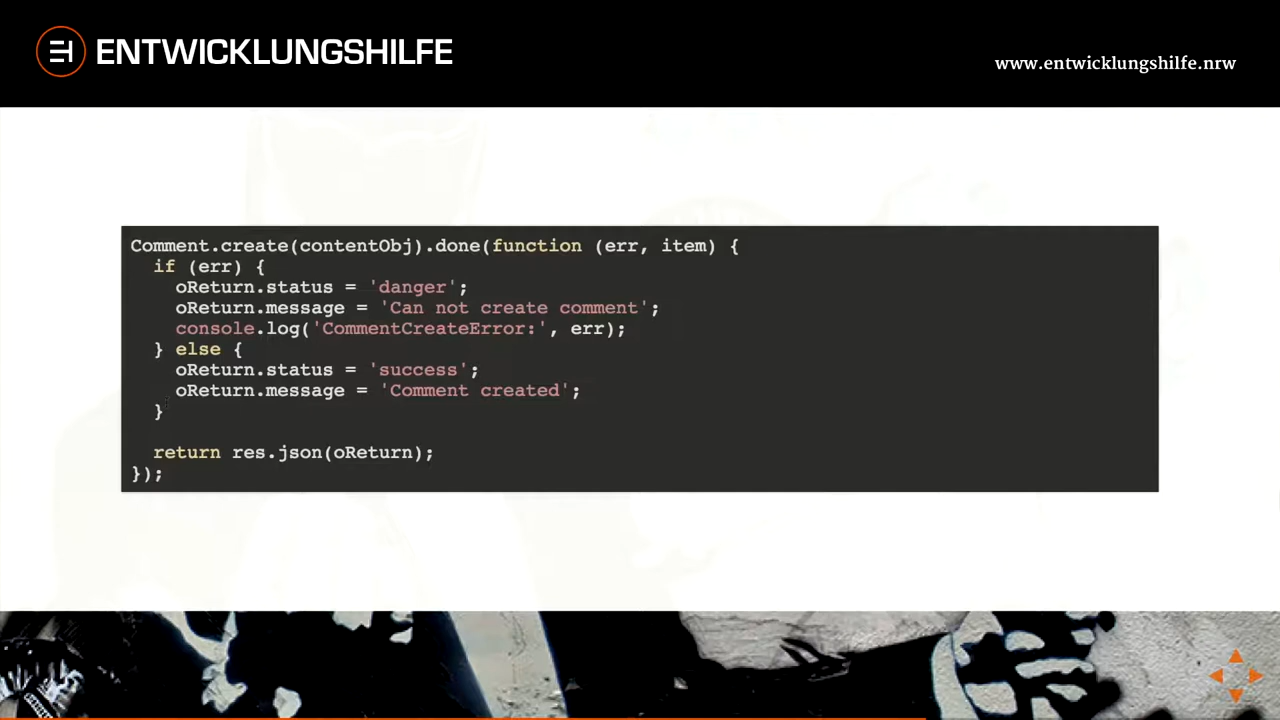 ENTWICKLUNGSHILFE
www.entwicklungshilfe.nrw
Comment.create(contentObj).done(function (err, item) {
  if (err) {
    oReturn.status = 'danger';
    oReturn.message = 'Can not create comment';
    console.log('CommentCreateError:', err);
  } else {
    oReturn.status = 'success';
    oReturn.message = 'Comment created';
  }
  return res.json(oReturn);
});